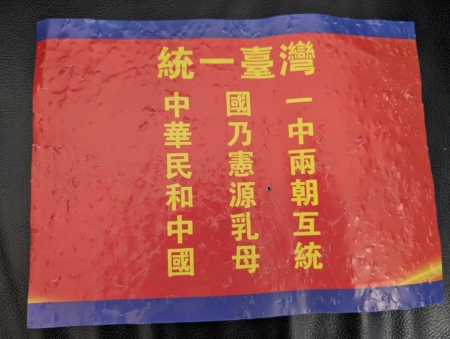 統一臺灣
一中兩朝互統
國乃憲源乳母
中華民和中國